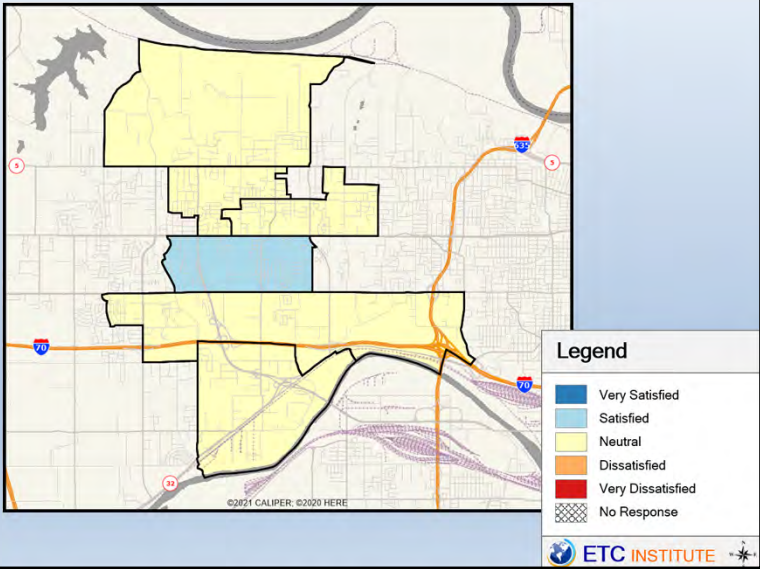 635
5
5
70
70
32
©2021 CALIPER; ©2020 HERE
Legend
Very Satisfied
Satisfied
Neutral
Dissatisfied
Very Dissatisfied
No Response
N
ETC INSTITUTE